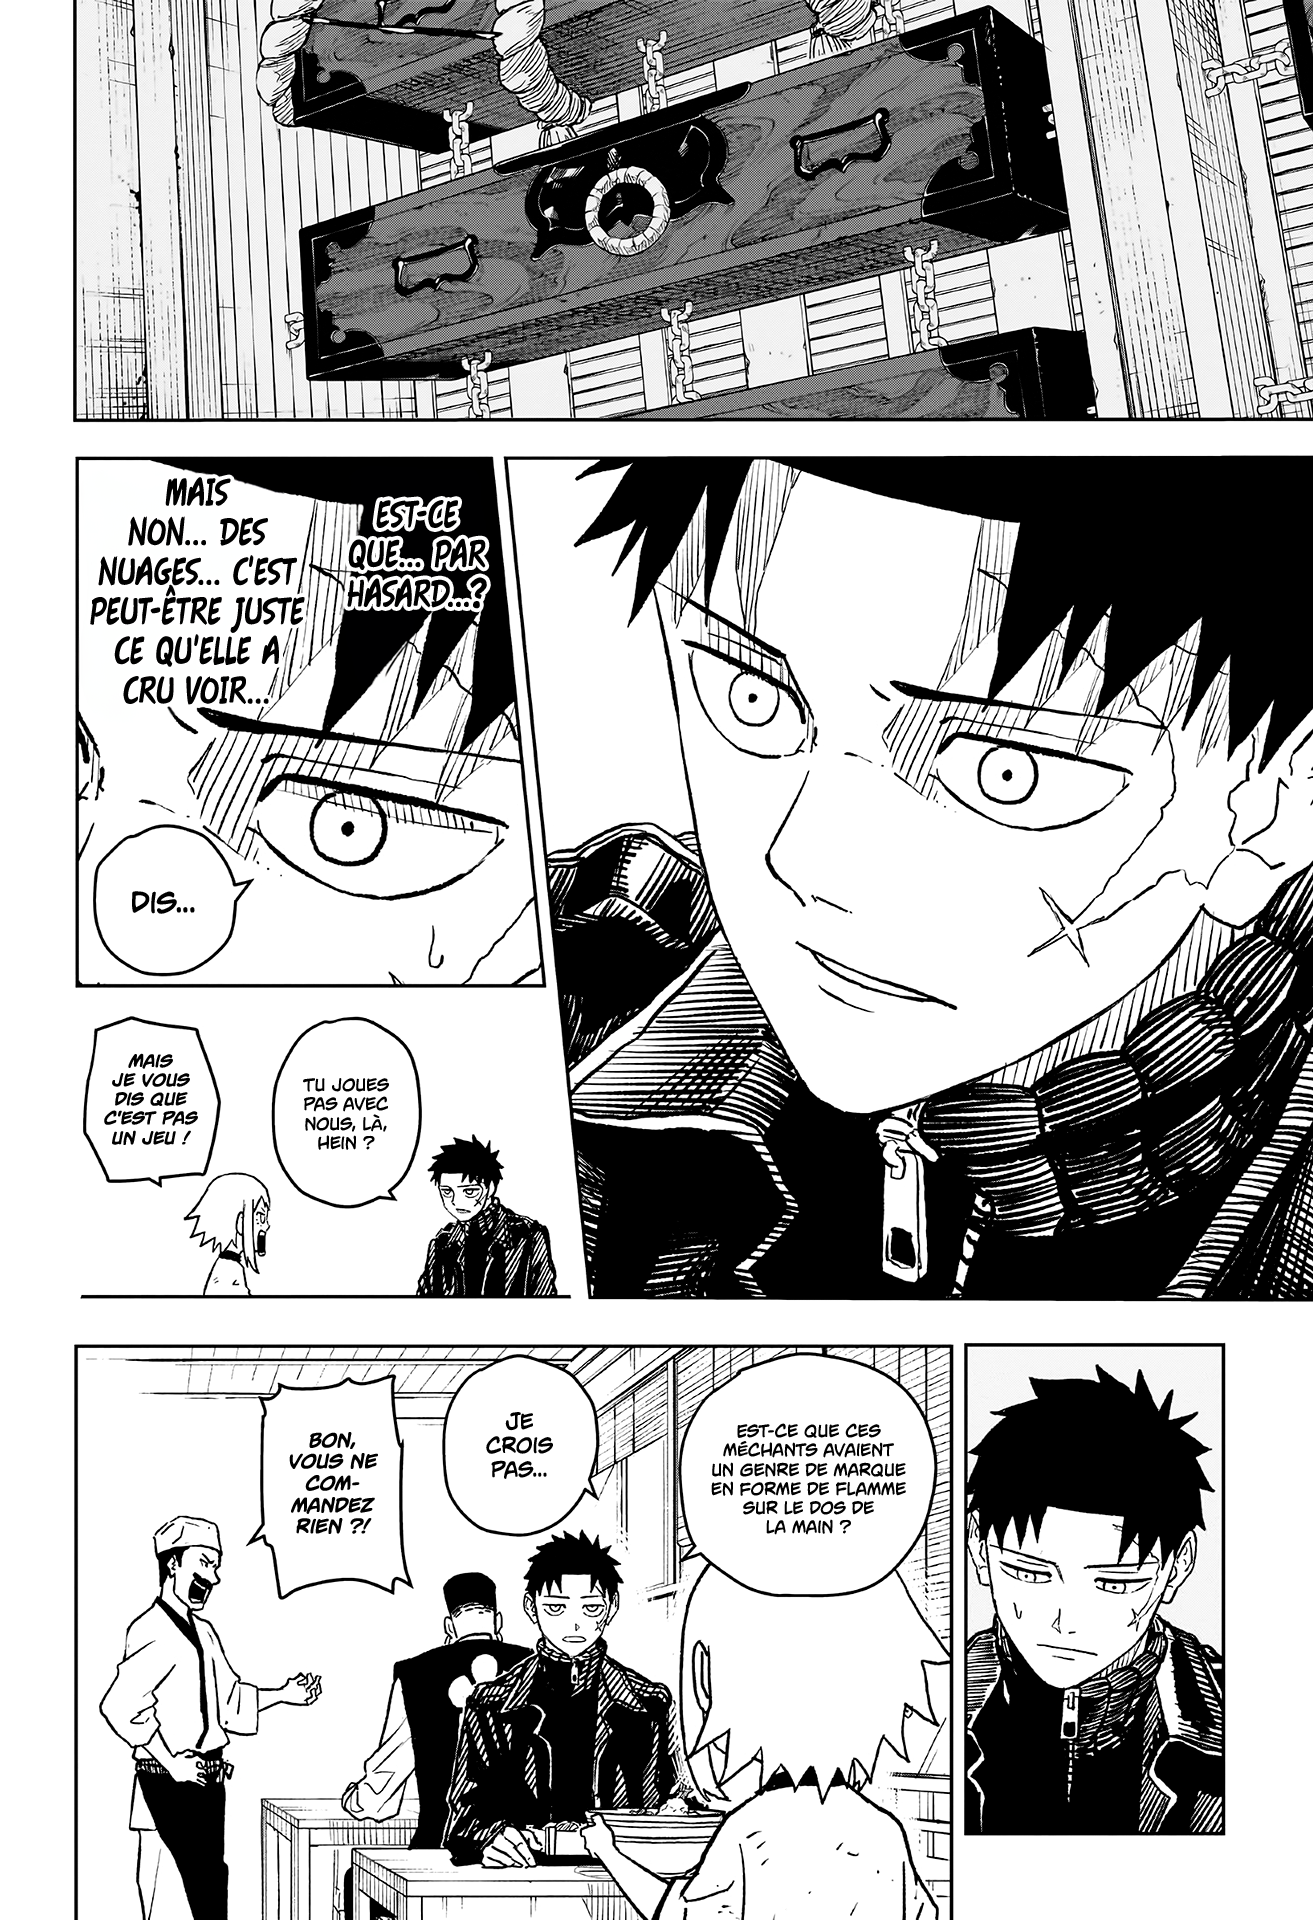 EST-CE
QUE... PAR
HASARD...?
MAIS
NON... DES
NUAGES... C'EST
PEUT-ÊTRE JUSTE
CE QU'ELLE A
CRU VOIR...
DIS...
TU JOUES
PAS AVEC
NOUS, LÀ,
HEIN ?
MAIS
JE VOUS
DIS QUE
C'EST PAS
UN JEU !
EST-CE QUE CES
MÉCHANTS AVAIENT
UN GENRE DE MARQUE
EN FORME DE FLAMME
SUR LE DOS DE
LA MAIN ?
JE
CROIS
PAS...
BON,
VOUS NE
COM-
MANDEZ
RIEN ?!